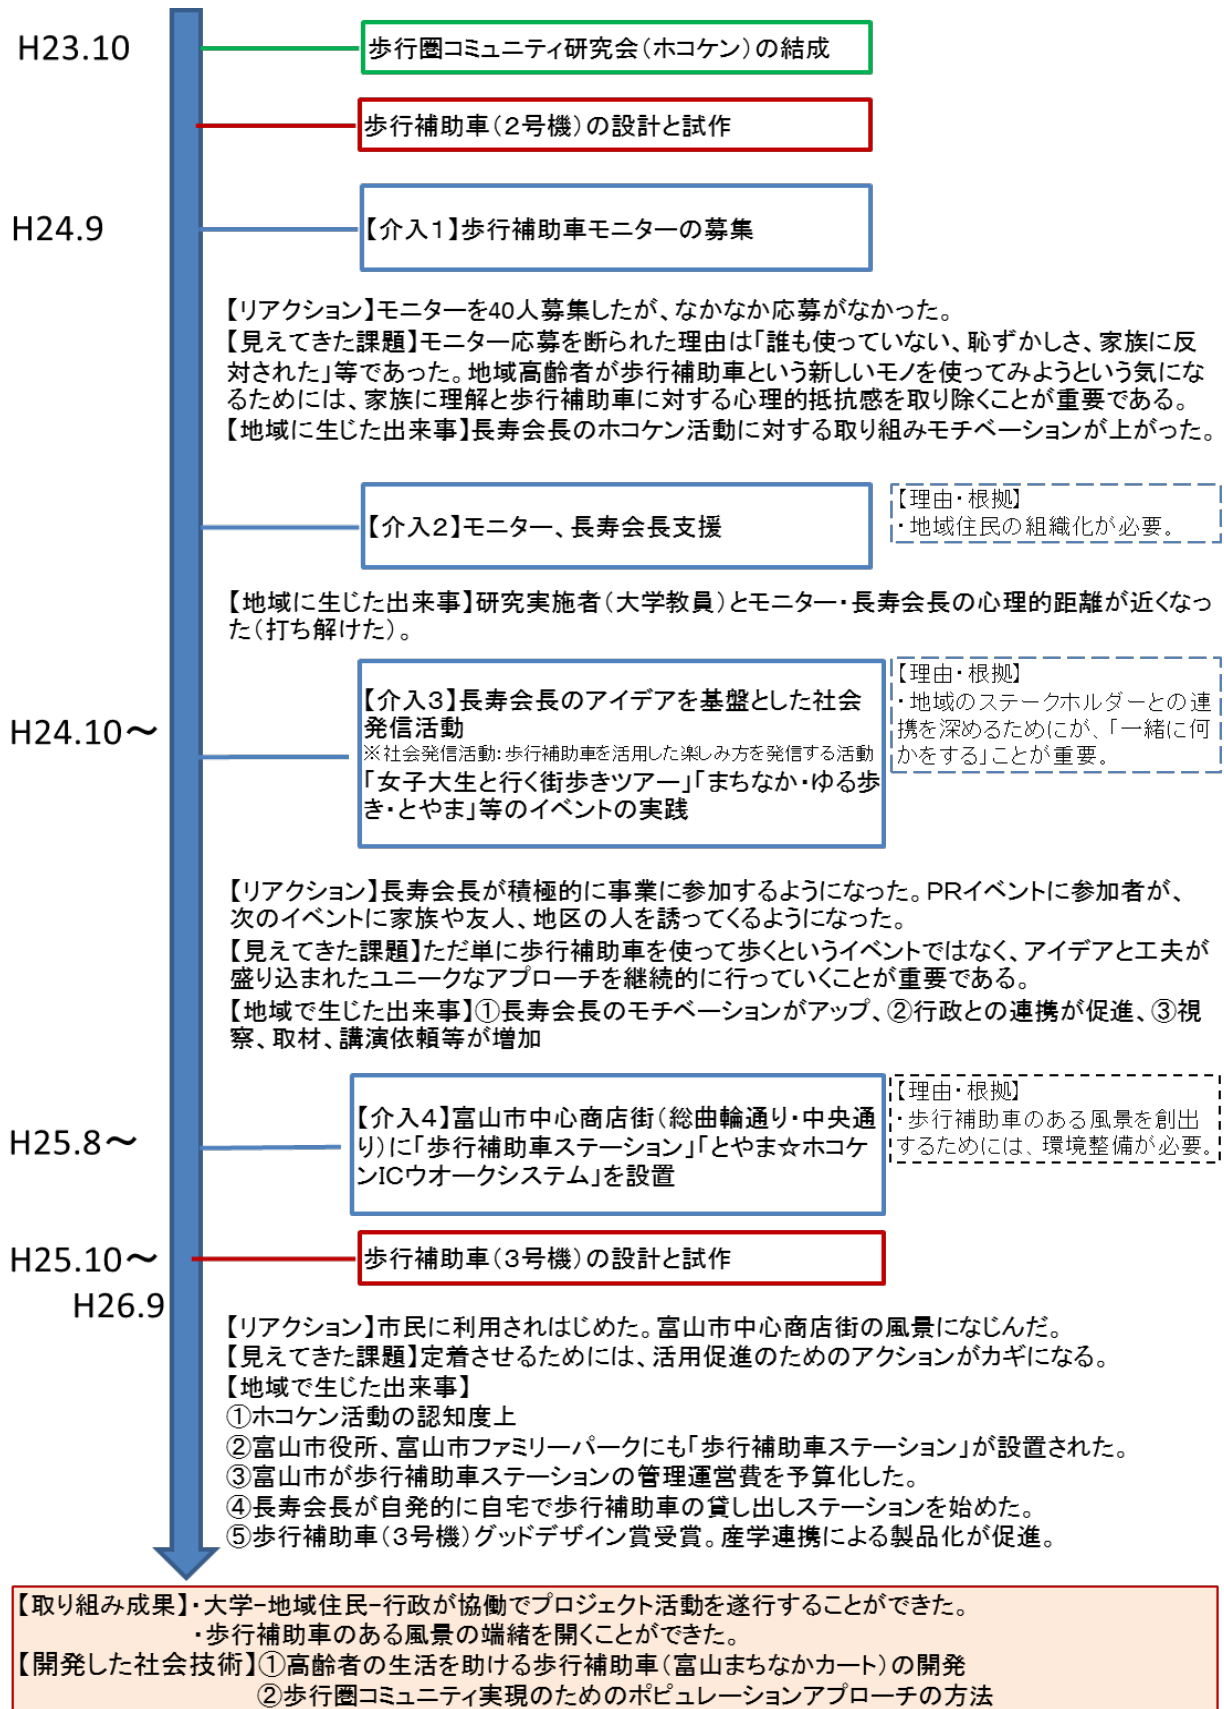 H23.10
歩行圏コミュニティ研究会(ホコケン)の結成
歩行補助車(２号機)の設計と試作
H24.9
【介入１】歩行補助車モニターの募集
【リアクション】モニターを40人募集したが、なかなか応募がなかった。
【見えてきた課題】モニター応募を断られた理由は「誰も使っていない、恥ずかしさ、家族に反
対された」等であった。地域高齢者が歩行補助車という新しいモノを使ってみようという気にな
るためには、家族に理解と歩行補助車に対する心理的抵抗感を取り除くことが重要である。
【地域に生じた出来事】長寿会長のホコケン活動に対する取り組みモチベーションが上がった。
【介入２】モニター、長寿会長支援
【理由・根拠】
・地域住民の組織化が必要。
【地域に生じた出来事】研究実施者(大学教員)とモニター・長寿会長の心理的距離が近くなっ
た(打ち解けた)。
H24.10～
【介入３】長寿会長のアイデアを基盤とした社会
発信活動
※社会発信活動:歩行補助車を活用した楽しみ方を発信する活動
「女子大生と行く街歩きツアー」「まちなか・ゆる歩
き・とやま」等のイベントの実践
【理由・根拠】
・地域のステークホルダーとの連
携を深めるためにが、「一緒に何
かをする」ことが重要。
【リアクション】長寿会長が積極的に事業に参加するようになった。PRイベントに参加者が、
次のイベントに家族や友人、地区の人を誘ってくるようになった。
【見えてきた課題】ただ単に歩行補助車を使って歩くというイベントではなく、アイデアと工夫が
盛り込まれたユニークなアプローチを継続的に行っていくことが重要である。
【地域で生じた出来事】①長寿会長のモチベーションがアップ、②行政との連携が促進、③視
察、取材、講演依頼等が増加
H25.8～
【介入４】富山市中心商店街(総曲輪通り・中央通
り)に「歩行補助車ステーション」「とやま☆ホコケ
ンICウオークシステム」を設置
【理由・根拠】
・歩行補助車のある風景を創出
するためには、環境整備が必要。
H25.10～
H26.9
歩行補助車(３号機)の設計と試作
【リアクション】市民に利用されはじめた。富山市中心商店街の風景になじんだ。
【見えてきた課題】定着させるためには、活用促進のためのアクションがカギになる。
【地域で生じた出来事】
①ホコケン活動の認知度上
②富山市役所、富山市ファミリーパークにも「歩行補助車ステーション」が設置された。
③富山市が歩行補助車ステーションの管理運営費を予算化した。
④長寿会長が自発的に自宅で歩行補助車の貸し出しステーションを始めた。
⑤歩行補助車(３号機)グッドデザイン賞受賞。産学連携による製品化が促進。
【取り組み成果】・大学−地域住民−行政が協働でプロジェクト活動を遂行することができた。
・歩行補助車のある風景の端緒を開くことができた。
【開発した社会技術】①高齢者の生活を助ける歩行補助車(富山まちなかカート)の開発
②歩行圏コミュニティ実現のためのポピュレーションアプローチの方法